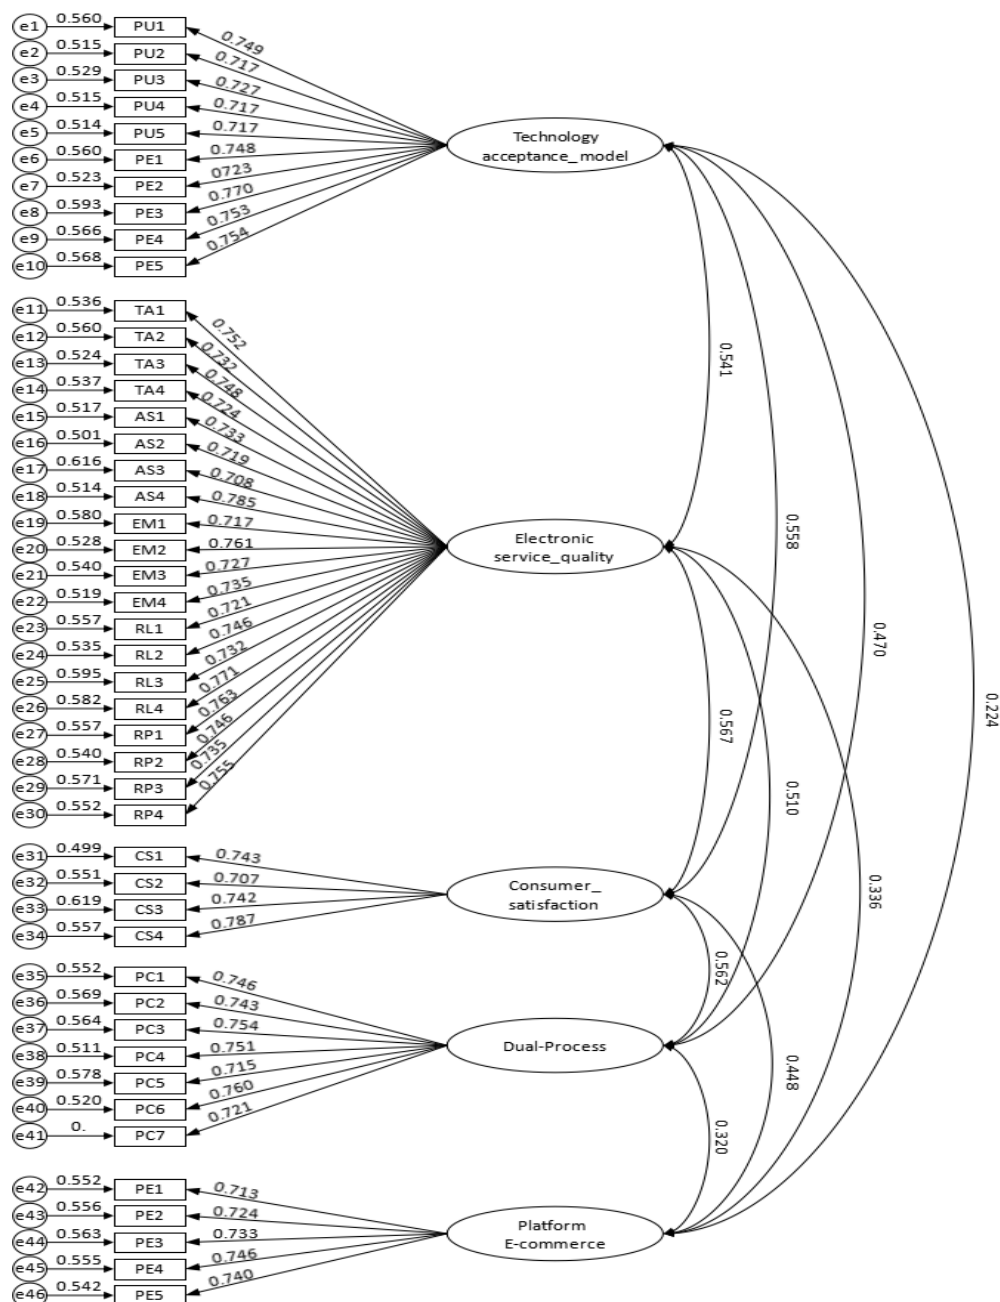 e1 0.560 PU1 0.749
e2 0.515 PU2 0.717
e3 0.529 PU3 0.727
e4 0.515 PU4 0.717
e5 0.514 PU5 0.717
e6 0.560 PE1 0.748
e7 0.523 PE2 0723
e8 0.593 PE3 0.770
e9 0.566 PE4 0.753
e10 0.568 PE5 0.754
Technology
acceptance_model
e11 0.536 TA1 0.752
e12 0.560 TA2 0.732
e13 0.524 TA3 0.748
e14 0.537 TA4 0.724
e15 0.517 AS1 0.733
e16 0.501 AS2 0.719
e17 0.616 AS3 0.708
e18 0.514 AS4 0.785
e19 0.580 EM1 0.717
e20 0.528 EM2 0.761
e21 0.540 EM3 0.727
e22 0.519 EM4 0.735
e23 0.557 RL1 0.721
e24 0.535 RL2 0.746
e25 0.595 RL3 0.732
e26 0.582 RL4 0.771
e27 0.557 RP1 0.763
e28 0.540 RP2 0.746
e29 0.571 RP3 0.735
e30 0.552 RP4 0.755
Electronic
service_quality
e31 0.499 CS1 0.743
e32 0.551 CS2 0.707
e33 0.619 CS3 0.742
e34 0.557 CS4 0.787
Consumer_
satisfaction
e35 0.552 PC1 0.746
e36 0.569 PC2 0.743
e37 0.564 PC3 0.754
e38 0.511 PC4 0.751
e39 0.578 PC5 0.715
e40 0.520 PC6 0.760
e41 0. PC7 0.721
Dual-Process
e42 0.552 PE1 0.713
e43 0.556 PE2 0.724
e44 0.563 PE3 0.733
e45 0.555 PE4 0.746
e46 0.542 PE5 0.740
Platform
E-commerce
0.541
0.558
0.470
0.224
0.567
0.510
0.336
0.562
0.448
0.320